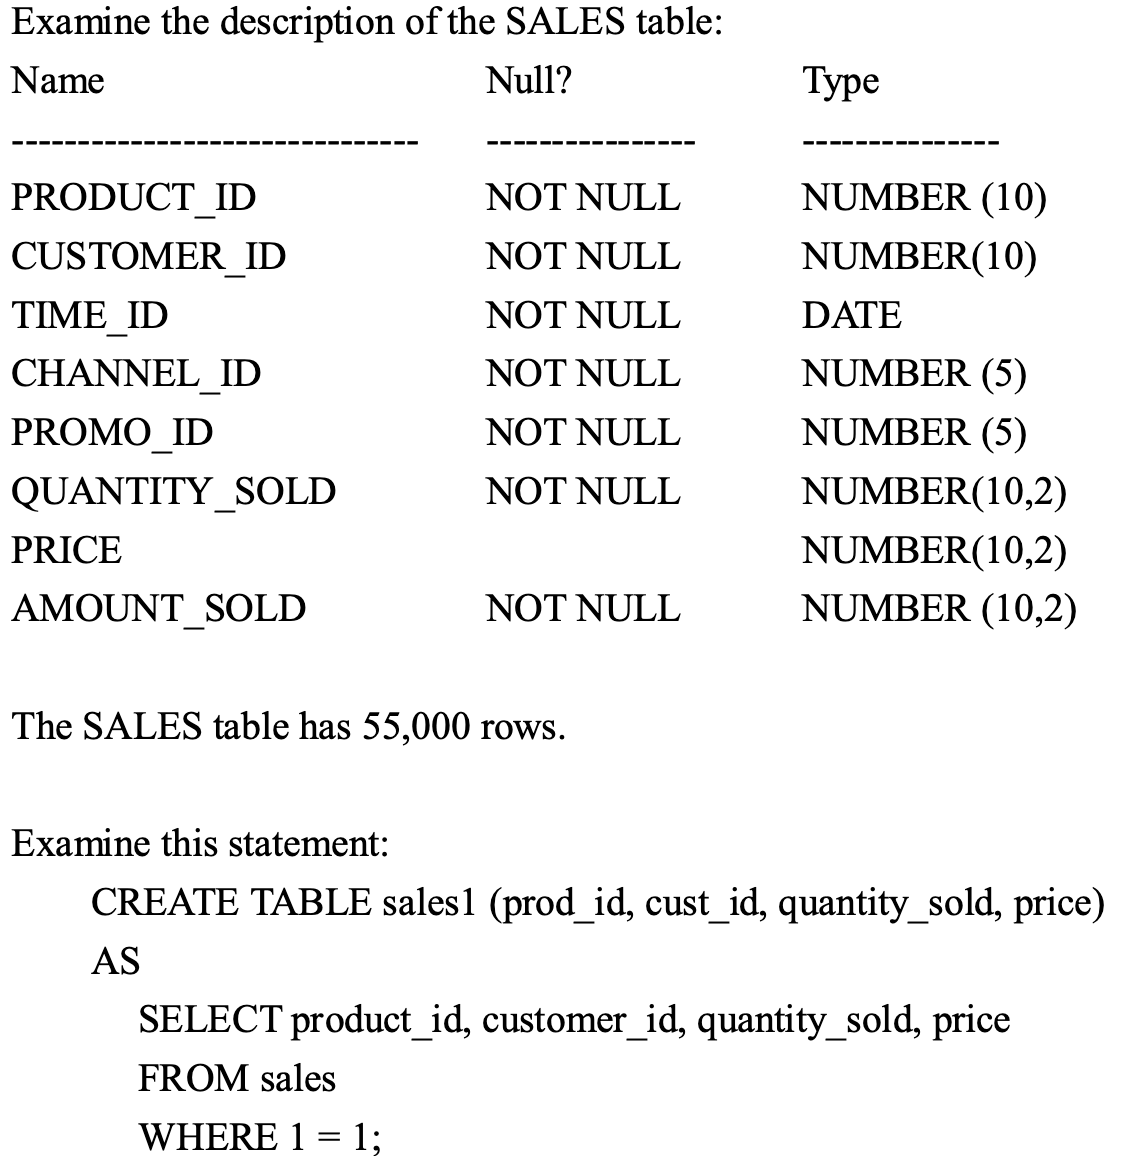 Examine the description of the SALES table:
Name Null? Type
------------------------------- ---------------- ---------------
PRODUCT_ID NOT NULL NUMBER (10)
CUSTOMER_ID NOT NULL NUMBER(10)
TIME_ID NOT NULL DATE
CHANNEL_ID NOT NULL NUMBER (5)
PROMO_ID NOT NULL NUMBER (5)
QUANTITY_SOLD NOT NULL NUMBER(10,2)
PRICE NUMBER(10,2)
AMOUNT_SOLD NOT NULL NUMBER (10,2)
The SALES table has 55,000 rows.
Examine this statement:
CREATE TABLE sales1 (prod_id, cust_id, quantity_sold, price)
AS
SELECT product_id, customer_id, quantity_sold, price
FROM sales
WHERE 1 = 1;